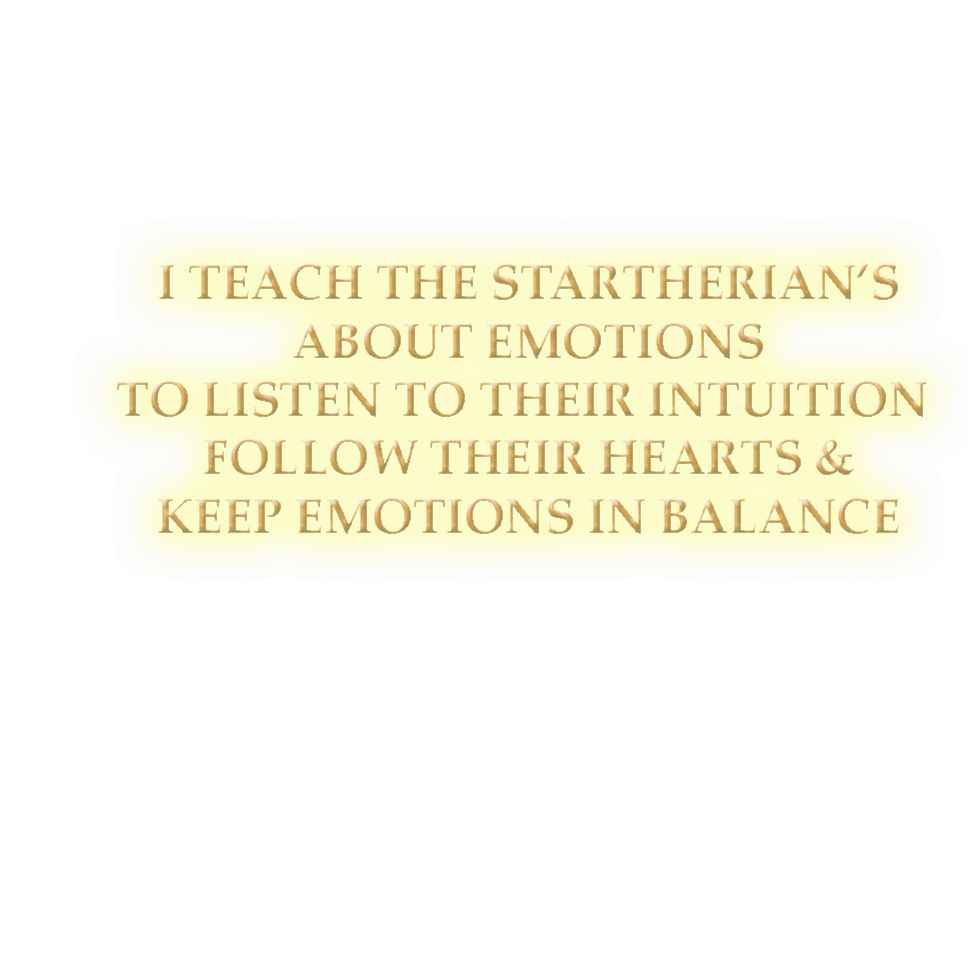 I TEACH THE STARTHERIAN'S
ABOUT EMOTIONS
TO LISTEN TO THEIR INTUITION
FOLLOW THEIR HEARTS &
KEEP EMOTIONS IN BALANCE